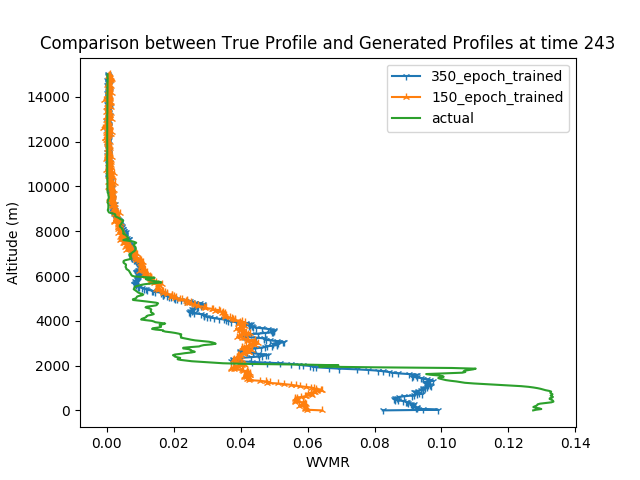 Comparison between True Profile and Generated Profiles at time 243
350_epoch_trained
150_epoch_trained
actual
Altitude (m)
14000
12000
10000
8000
6000
4000
2000
0
0.00 0.02 0.04 0.06 0.08 0.10 0.12 0.14
WVMR